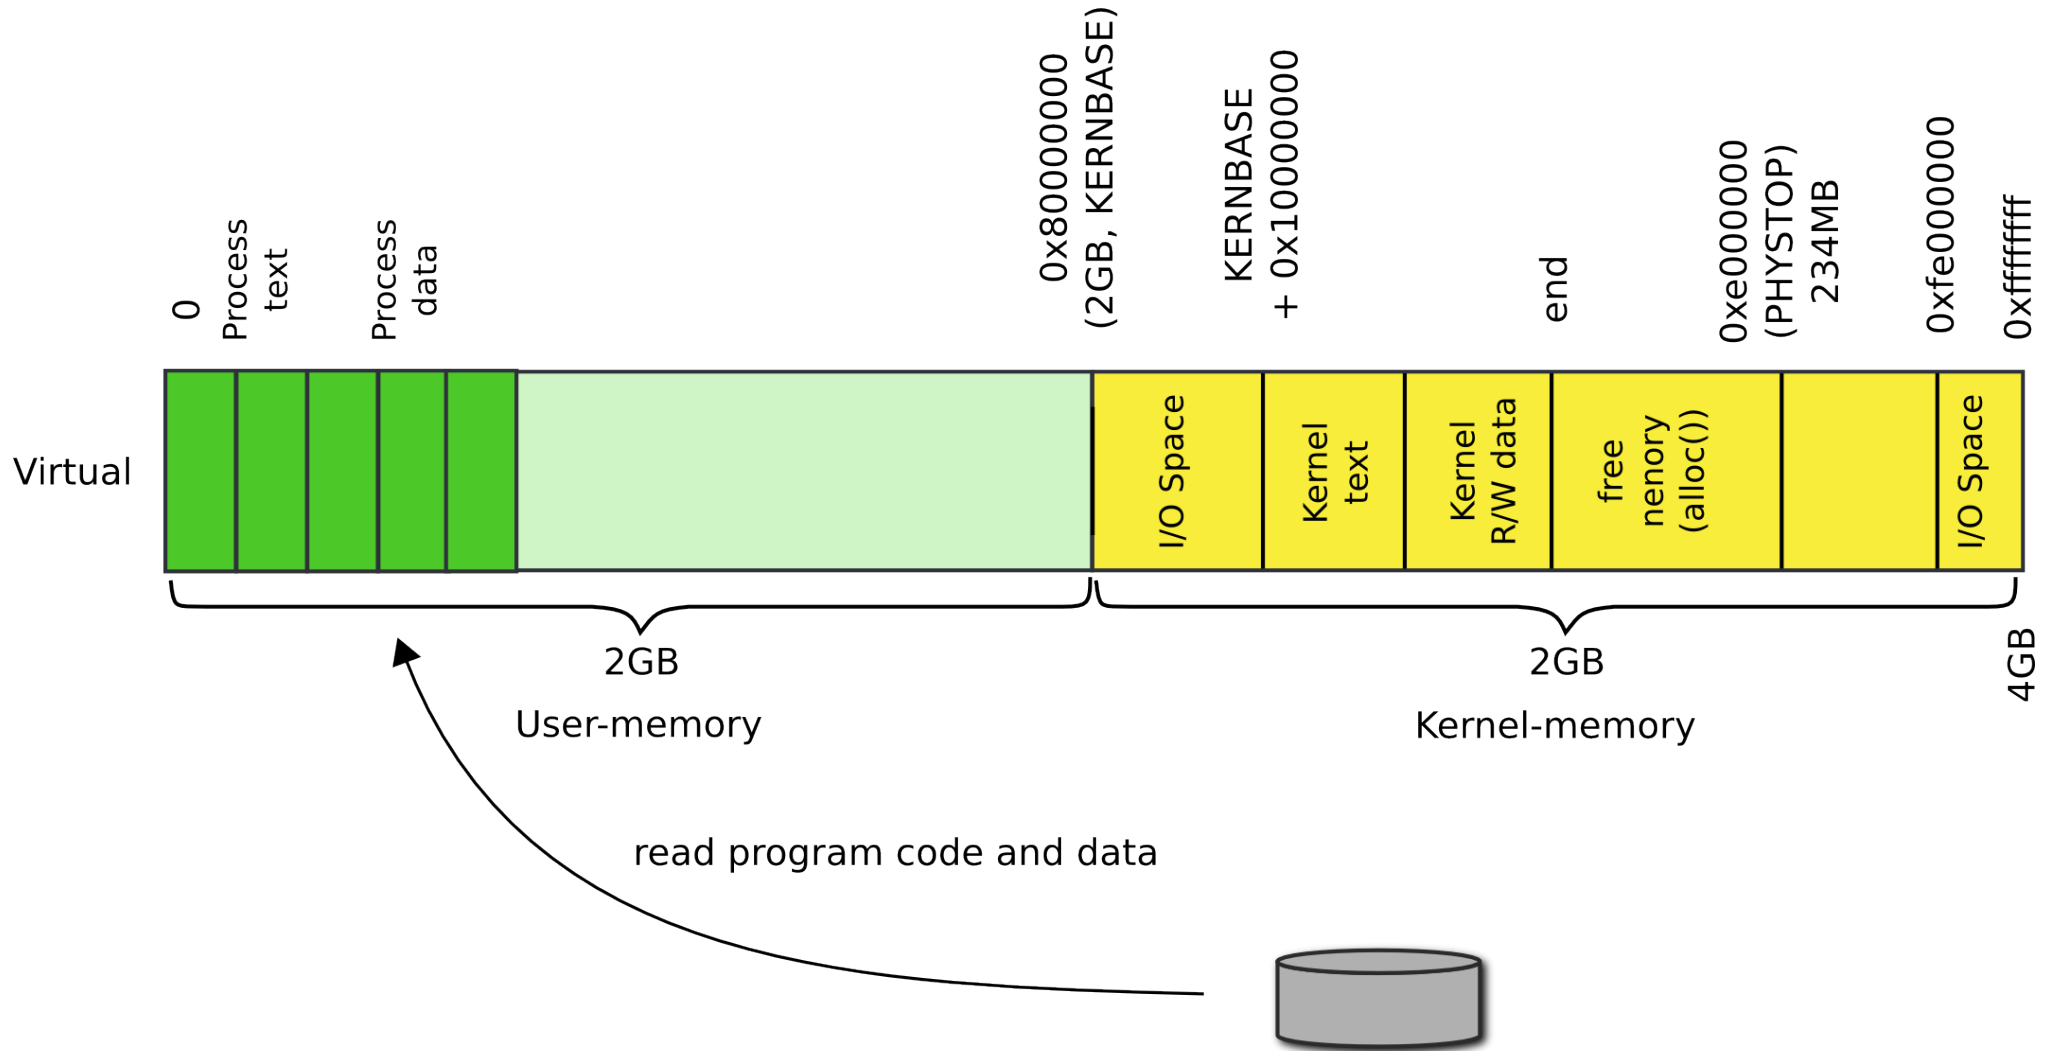 0
Process
text
Process
data
0x80000000
(2GB, KERNBASE)
KERNBASE
+ 0x10000000
end
0xe000000
(PHYSTOP)
234MB
0xfe000000
0xffffffff
Virtual
I/O Space
Kernel
text
Kernel
R/W data
free
nenory
(alloc())
I/O Space
2GB
User-memory
2GB
Kernel-memory
4GB
read program code and data